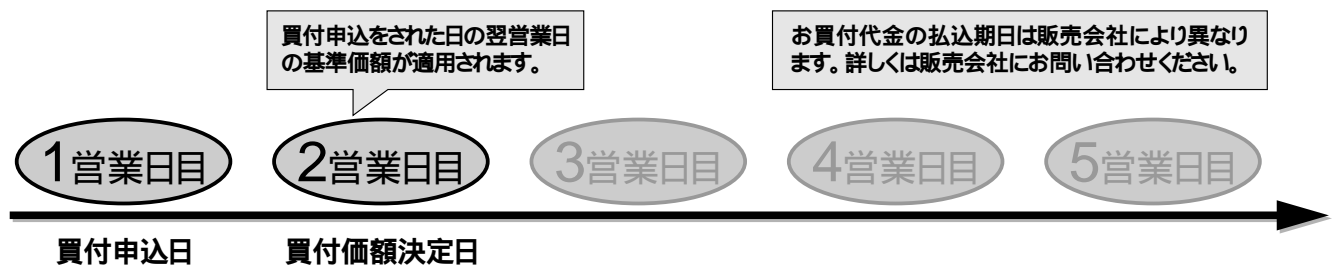 買付申込をされた日の翌営業日
の基準価額が適用されます。
お買付代金の払込期日は販売会社により異なり
ます。詳しくは販売会社にお問い合わせください。
1営業日目
2営業日目
3営業日目
4営業日目
5営業日目
買付申込日
買付価額決定日